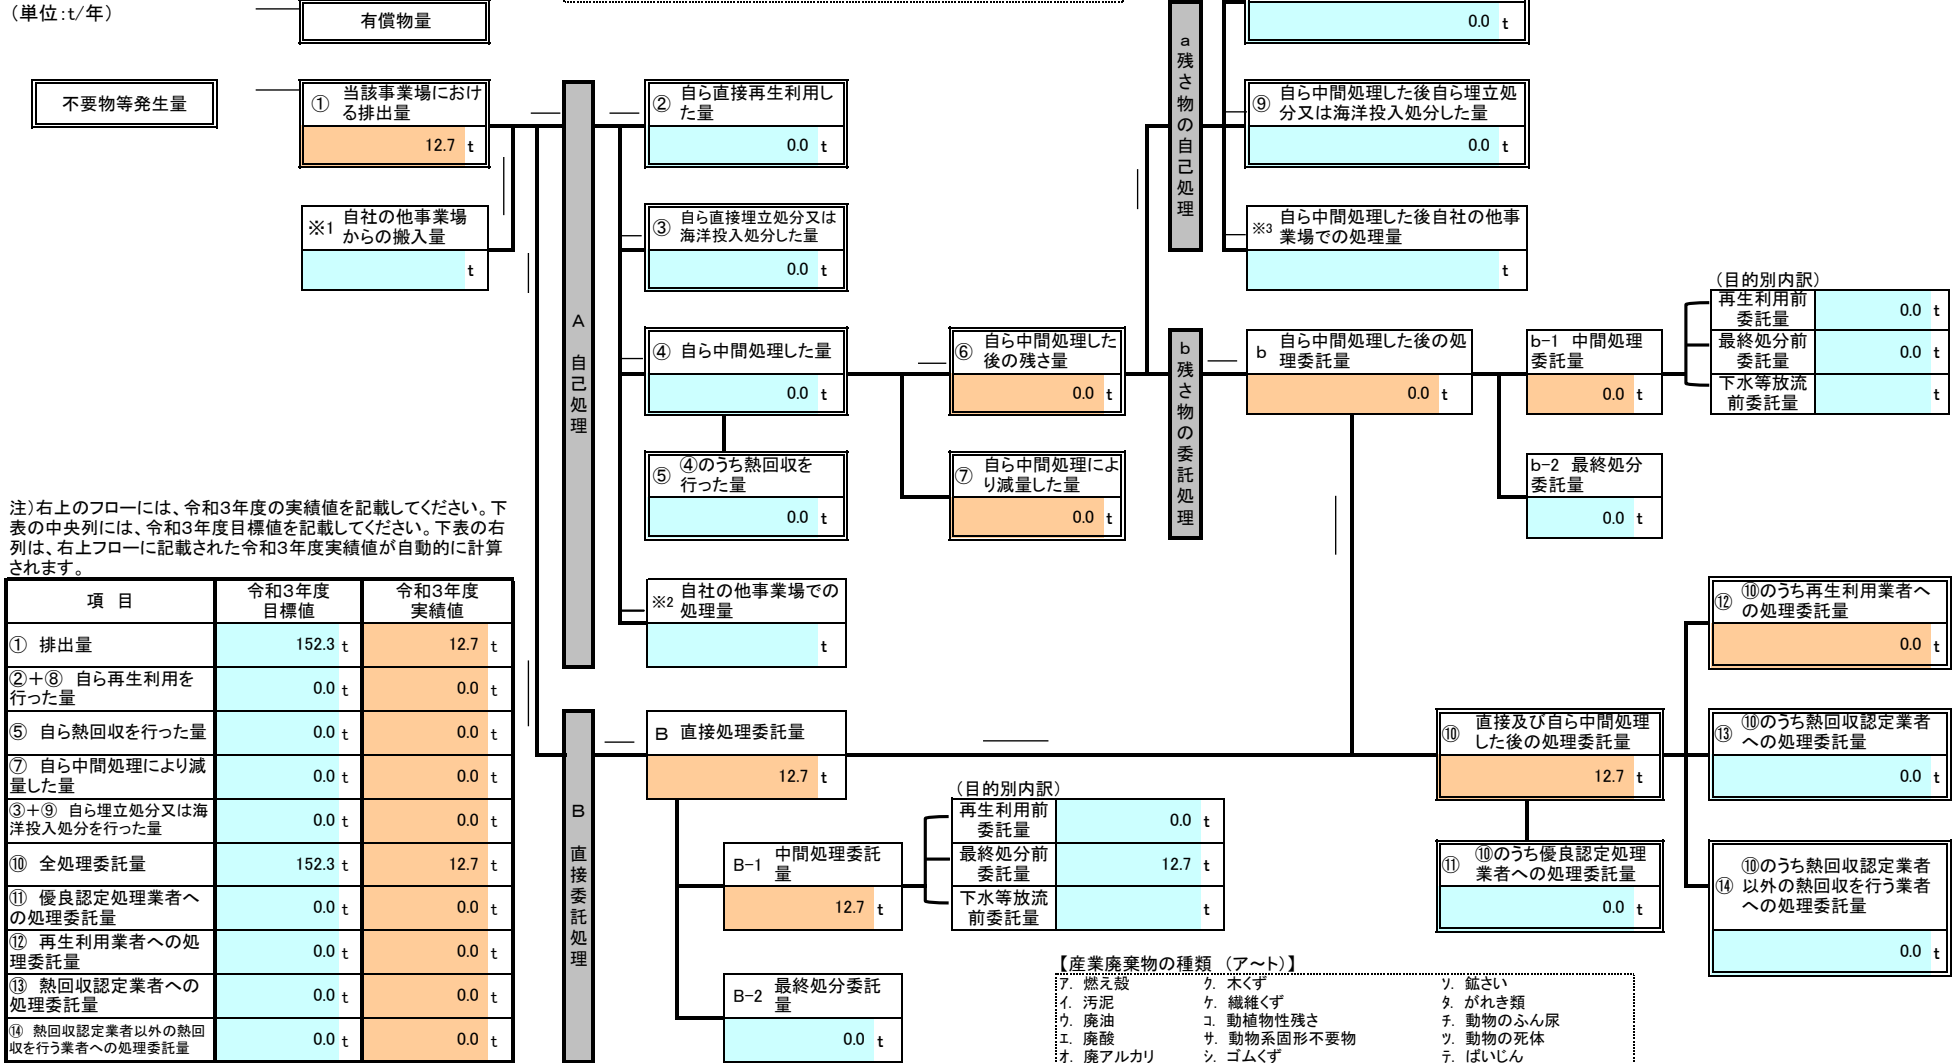 （単位:t/年）
有償物量
0.0 t
不要物等発生量
① 当該事業場におけ
る排出量
12.7 t
※1 自社の他事業場
からの搬入量
t
A 自己処理
② 自ら直接再生利用し
た量
0.0 t
③ 自ら直接埋立処分又は
海洋投入処分した量
0.0 t
④ 自ら中間処理した量
0.0 t
⑤ ④のうち熱回収を
行った量
0.0 t
※2 自社の他事業場での
処理量
t
⑥ 自ら中間処理した
後の残さ量
0.0 t
⑦ 自ら中間処理によ
り減量した量
0.0 t
a 残さ物の自己処理
⑨ 自ら中間処理した後自ら埋立処
分又は海洋投入処分した量
0.0 t
※3 自ら中間処理した後自社の他事
業場での処理量
t
b 残さ物の委託処理
b 自ら中間処理した後の処
理委託量
0.0 t
b-1 中間処理
委託量
0.0 t
（目的別内訳）
再生利用前
委託量
0.0 t
最終処分前
委託量
0.0 t
下水等放流
前委託量
t
b-2 最終処分
委託量
0.0 t
注）右上のフローには、令和3年度の実績値を記載してください。下
表の中央列には、令和3年度目標値を記載してください。下表の右
列は、右上フローに記載された令和3年度実績値が自動的に計算
されます。
項 目
令和3年度
目標値
令和3年度
実績値
① 排出量 152.3 t 12.7 t
②＋⑧ 自ら再生利用を
行った量
0.0 t 0.0 t
⑤ 自ら熱回収を行った量 0.0 t 0.0 t
⑦ 自ら中間処理により減
量した量
0.0 t 0.0 t
③＋⑨ 自ら埋立処分又は海
洋投入処分を行った量
0.0 t 0.0 t
⑩ 全処理委託量 152.3 t 12.7 t
⑪ 優良認定処理業者へ
の処理委託量
0.0 t 0.0 t
⑫ 再生利用業者への処
理委託量
0.0 t 0.0 t
⑬ 熱回収認定業者への
処理委託量
0.0 t 0.0 t
⑭ 熱回収認定業者以外の熱回
収を行う業者への処理委託量
0.0 t 0.0 t
B 直接委託処理
B 直接処理委託量
12.7 t
B-1 中間処理委託
量
12.7 t
（目的別内訳）
再生利用前
委託量
0.0 t
最終処分前
委託量
12.7 t
下水等放流
前委託量
t
B-2 最終処分委託
量
0.0 t
⑩ 直接及び自ら中間処理
した後の処理委託量
12.7 t
⑪ ⑩のうち優良認定処理
業者への処理委託量
0.0 t
⑫ ⑩のうち再生利用業者へ
の処理委託量
0.0 t
⑬ ⑩のうち熱回収認定業者
への処理委託量
0.0 t
⑭ ⑩のうち熱回収認定業者
以外の熱回収を行う業者
への処理委託量
0.0 t
【産業廃棄物の種類 （ア～ト）】
ア. 燃え殻 ク. 木くず ソ. 鉱さい
イ. 汚泥 ケ. 繊維くず タ. がれき類
ウ. 廃油 コ. 動植物性残さ チ. 動物のふん尿
エ. 廃酸 サ. 動物系固形不要物 ツ. 動物の死体
オ. 廃アルカリ シ. ゴムくず テ. ばいじん